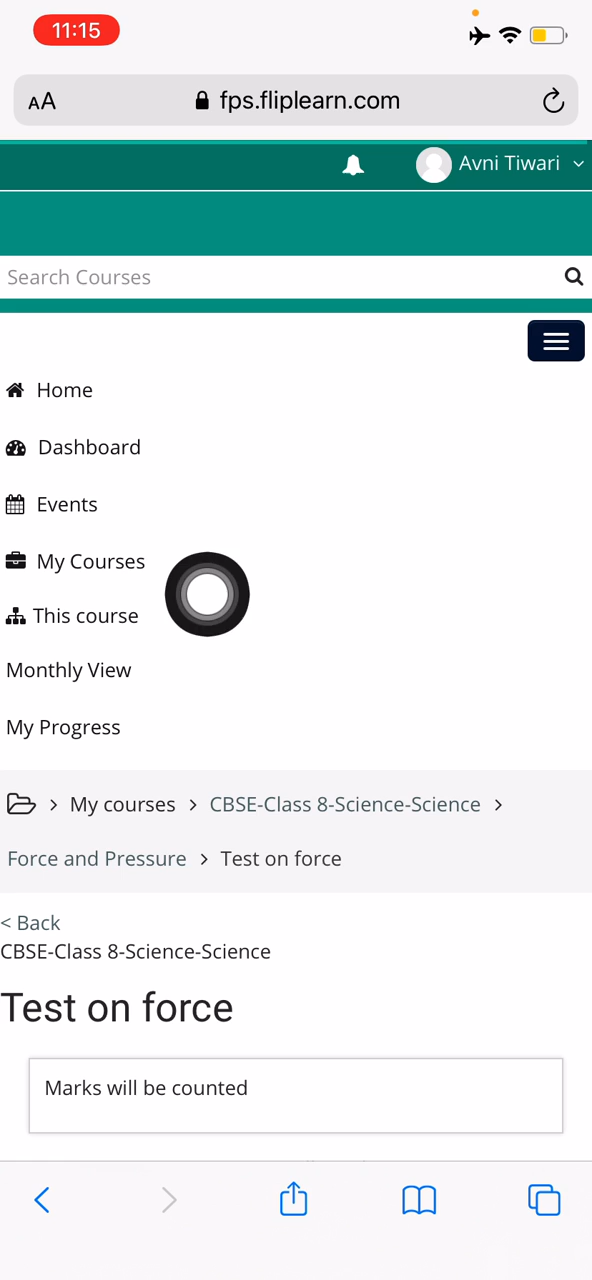 11:15
AA fps.fliplearn.com
Avni Tiwari
Search Courses
Home
Dashboard
Events
My Courses
This course
Monthly View
My Progress
> My courses > CBSE-Class 8-Science-Science >
Force and Pressure > Test on force
< Back
CBSE-Class 8-Science-Science
Test on force
Marks will be counted